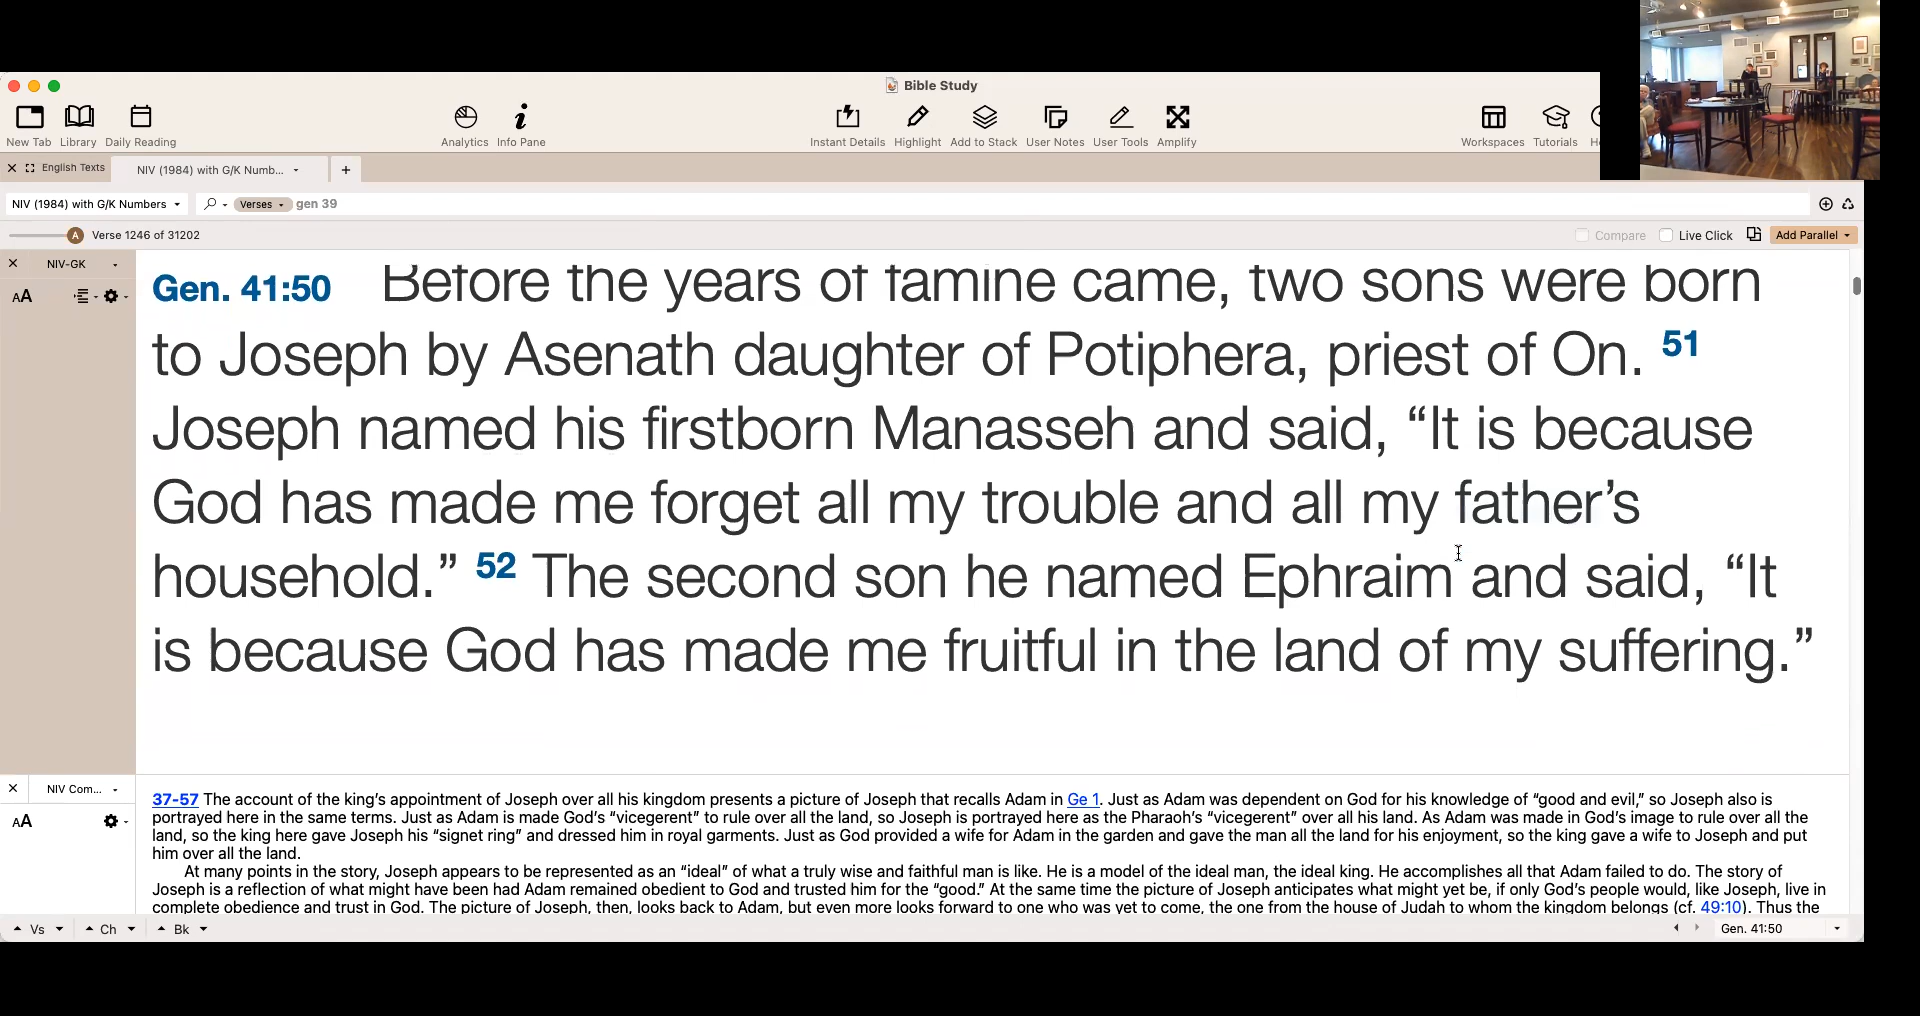 Bible Study
New Tab Library Daily Reading Analytics Info Pane Instant Details Highlight Add to Stack User Notes User Tools Amplify Workspaces Tutorials
English Texts NIV (1984) with G/K Numb...
NIV (1984) with G/K Numbers Verses gen 39
A Verse 1246 of 31202 Compare Live Click Add Parallel
NIV-GK
AA
Gen. 41:50 Before the years of famine came, two sons were born
to Joseph by Asenath daughter of Potiphera, priest of On. 51
Joseph named his firstborn Manasseh and said, “It is because
God has made me forget all my trouble and all my father’s
household.” 52 The second son he named Ephraim and said, “It
is because God has made me fruitful in the land of my suffering.”
NIV Com...
AA
37-57 The account of the king’s appointment of Joseph over all his kingdom presents a picture of Joseph that recalls Adam in Ge 1. Just as Adam was dependent on God for his knowledge of “good and evil,” so Joseph also is
portrayed here in the same terms. Just as Adam is made God’s “vicegerent” to rule over all the land, so Joseph is portrayed here as the Pharaoh’s “vicegerent” over all his land. As Adam was made in God’s image to rule over all the
land, so the king here gave Joseph his “signet ring” and dressed him in royal garments. Just as God provided a wife for Adam in the garden and gave the man all the land for his enjoyment, so the king gave a wife to Joseph and put
him over all the land.
At many points in the story, Joseph appears to be represented as an “ideal” of what a truly wise and faithful man is like. He is a model of the ideal man, the ideal king. He accomplishes all that Adam failed to do. The story of
Joseph is a reflection of what might have been had Adam remained obedient to God and trusted him for the “good.” At the same time the picture of Joseph anticipates what might yet be, if only God’s people would, like Joseph, live in
complete obedience and trust in God. The picture of Joseph, then, looks back to Adam, but even more looks forward to one who was yet to come, the one from the house of Judah to whom the kingdom belongs (cf. 49:10). Thus the
Vs Ch Bk Gen. 41:50